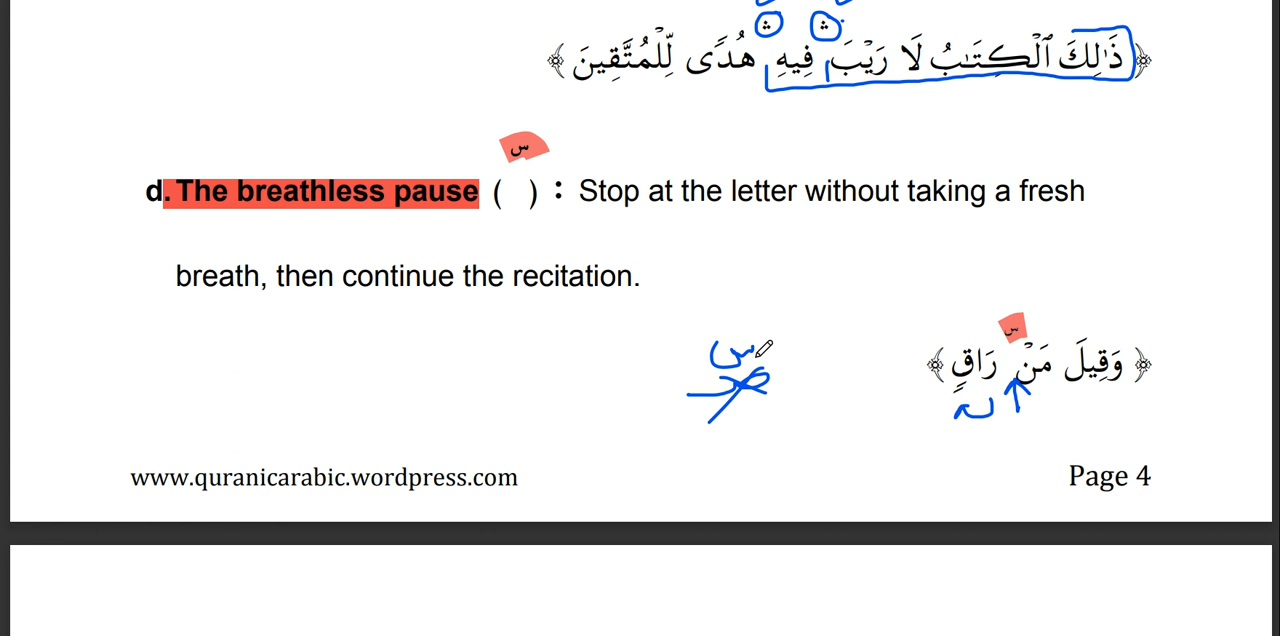 ث ث
﴿ ذَٰلِكَ ٱلْكِتَـٰبُ لَا رَيْبَ ۛ فِيهِ ۛ هُدًى لِّلْمُتَّقِينَ ﴾
س
d. The breathless pause ( ) : Stop at the letter without taking a fresh
breath, then continue the recitation.
﴿ وَقِيلَ مَنْ ۜ رَاقٍ ﴾
س
www.quranicarabic.wordpress.com Page 4